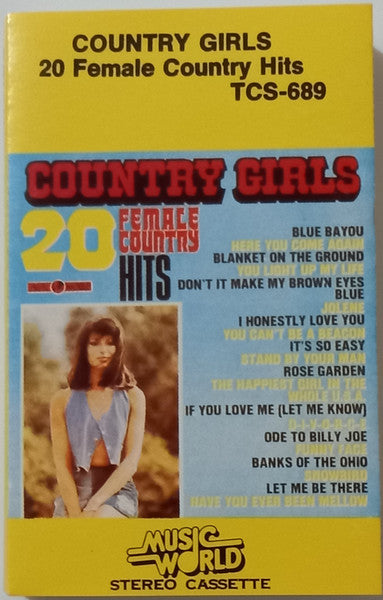 COUNTRY GIRLS
20 Female Country Hits
TCS-689
COUNTRY GIRLS
20 FEMALE
COUNTRY
HITS
BLUE BAYOU
HERE YOU COME AGAIN
BLANKET ON THE GROUND
YOU LIGHT UP MY LIFE
DON'T IT MAKE MY BROWN EYES
BLUE
JOLENE
I HONESTLY LOVE YOU
YOU CAN'T BE A BEACON
IT'S SO EASY
STAND BY YOUR MAN
ROSE GARDEN
THE HAPPIEST GIRL IN THE
WHOLE U.S.A.
IF YOU LOVE ME (LET ME KNOW)
D-I-V-O-R-C-E
ODE TO BILLY JOE
FUNNY FACE
BANKS OF THE OHIO
SNOWBIRD
LET ME BE THERE
HAVE YOU EVER BEEN MELLOW
MUSIC
WORLD
STEREO CASSETTE